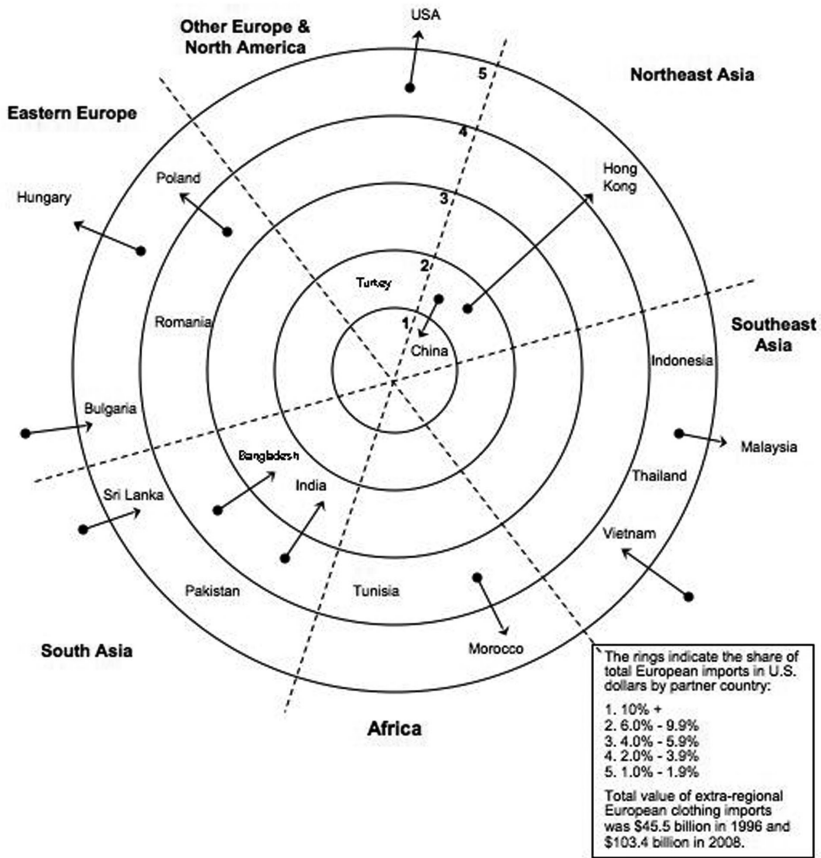 USA
Other Europe &
North America
5
Northeast Asia
Eastern Europe
4
Hong
Kong
Poland
Hungary
3
2
Turkey
1
Romania
China
Southeast
Asia
Indonesia
Bulgaria
Malaysia
Bangladesh
India
Thailand
Sri Lanka
Vietnam
Pakistan
Tunisia
South Asia
Morocco
Africa
The rings indicate the share of
total European imports in U.S.
dollars by partner country:
1. 10% +
2. 6.0% - 9.9%
3. 4.0% - 5.9%
4. 2.0% - 3.9%
5. 1.0% - 1.9%
Total value of extra-regional
European clothing imports
was $45.5 billion in 1996 and
$103.4 billion in 2008.